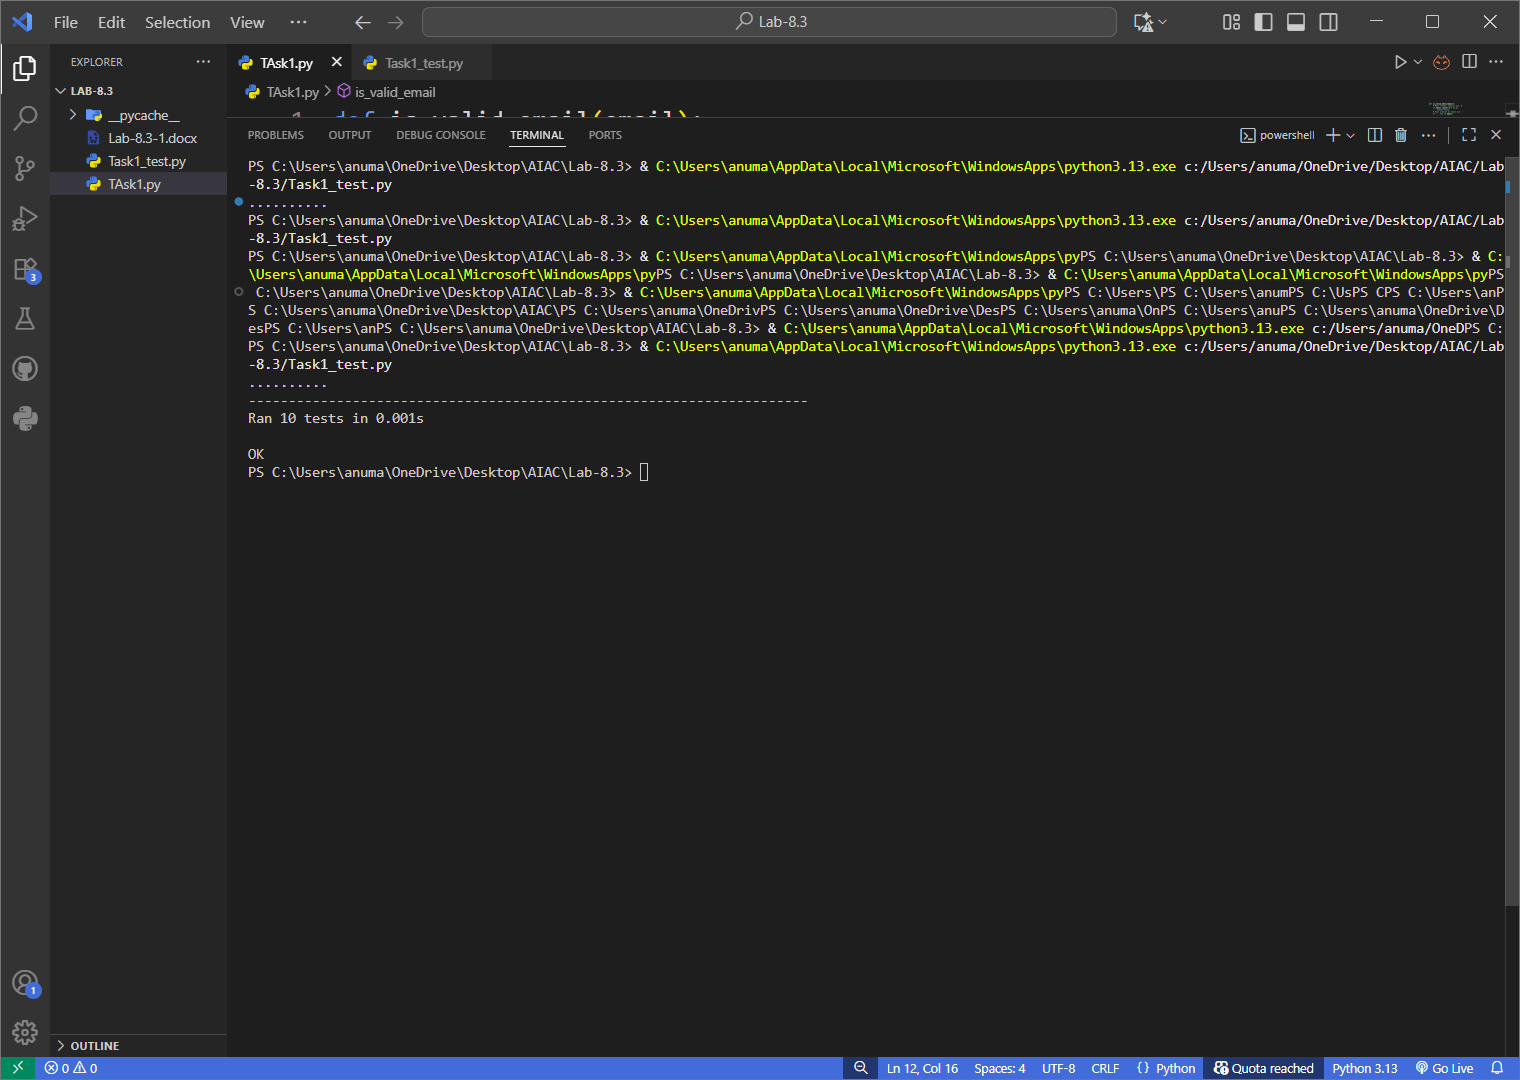 File Edit Selection View ··· Lab-8.3
EXPLORER ···
LAB-8.3
__pycache__
Lab-8.3-1.docx
Task1_test.py
TAsk1.py
OUTLINE
TAsk1.py Task1_test.py
TAsk1.py > is_valid_email
1 def is_valid_email(email):
PROBLEMS OUTPUT DEBUG CONSOLE TERMINAL PORTS powershell
PS C:\Users\anuma\OneDrive\Desktop\AIAC\Lab-8.3> & C:\Users\anuma\AppData\Local\Microsoft\WindowsApps\python3.13.exe c:/Users/anuma/OneDrive/Desktop/AIAC/Lab
-8.3/Task1_test.py
..........
PS C:\Users\anuma\OneDrive\Desktop\AIAC\Lab-8.3> & C:\Users\anuma\AppData\Local\Microsoft\WindowsApps\python3.13.exe c:/Users/anuma/OneDrive/Desktop/AIAC/Lab
-8.3/Task1_test.py
PS C:\Users\anuma\OneDrive\Desktop\AIAC\Lab-8.3> & C:\Users\anuma\AppData\Local\Microsoft\WindowsApps\pyPS C:\Users\anuma\OneDrive\Desktop\AIAC\Lab-8.3> & C:
\Users\anuma\AppData\Local\Microsoft\WindowsApps\pyPS C:\Users\anuma\OneDrive\Desktop\AIAC\Lab-8.3> & C:\Users\anuma\AppData\Local\Microsoft\WindowsApps\pyPS
C:\Users\anuma\OneDrive\Desktop\AIAC\Lab-8.3> & C:\Users\anuma\AppData\Local\Microsoft\WindowsApps\pyPS C:\Users\PS C:\Users\anumPS C:\UsPS CPS C:\Users\anP
S C:\Users\anuma\OneDrive\Desktop\AIAC\PS C:\Users\anuma\OneDrivPS C:\Users\anuma\OneDrive\DesPS C:\Users\anuma\OnPS C:\Users\anuPS C:\Users\anuma\OneDrive\D
esPS C:\Users\anPS C:\Users\anuma\OneDrive\Desktop\AIAC\Lab-8.3> & C:\Users\anuma\AppData\Local\Microsoft\WindowsApps\python3.13.exe c:/Users/anuma/OneDPS C:
PS C:\Users\anuma\OneDrive\Desktop\AIAC\Lab-8.3> & C:\Users\anuma\AppData\Local\Microsoft\WindowsApps\python3.13.exe c:/Users/anuma/OneDrive/Desktop/AIAC/Lab
-8.3/Task1_test.py
..........
----------------------------------------------------------------------
Ran 10 tests in 0.001s
OK
PS C:\Users\anuma\OneDrive\Desktop\AIAC\Lab-8.3>
3
1
0 0 Ln 12, Col 16 Spaces: 4 UTF-8 CRLF {} Python Quota reached Python 3.13 Go Live